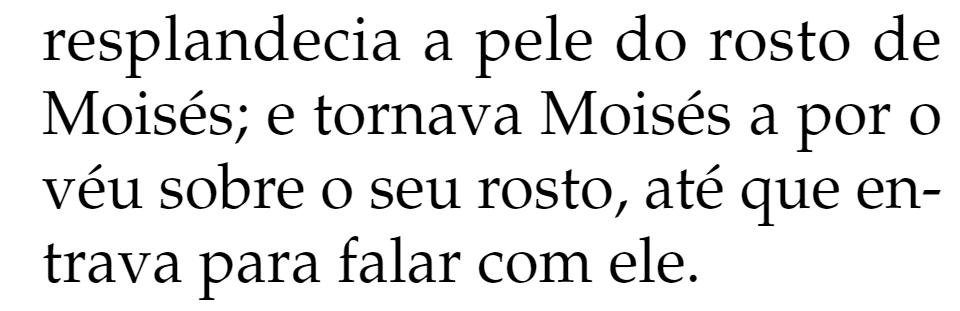 resplandecia a pele do rosto de
Moisés; e tornava Moisés a por o
véu sobre o seu rosto, até que en-
trava para falar com ele.